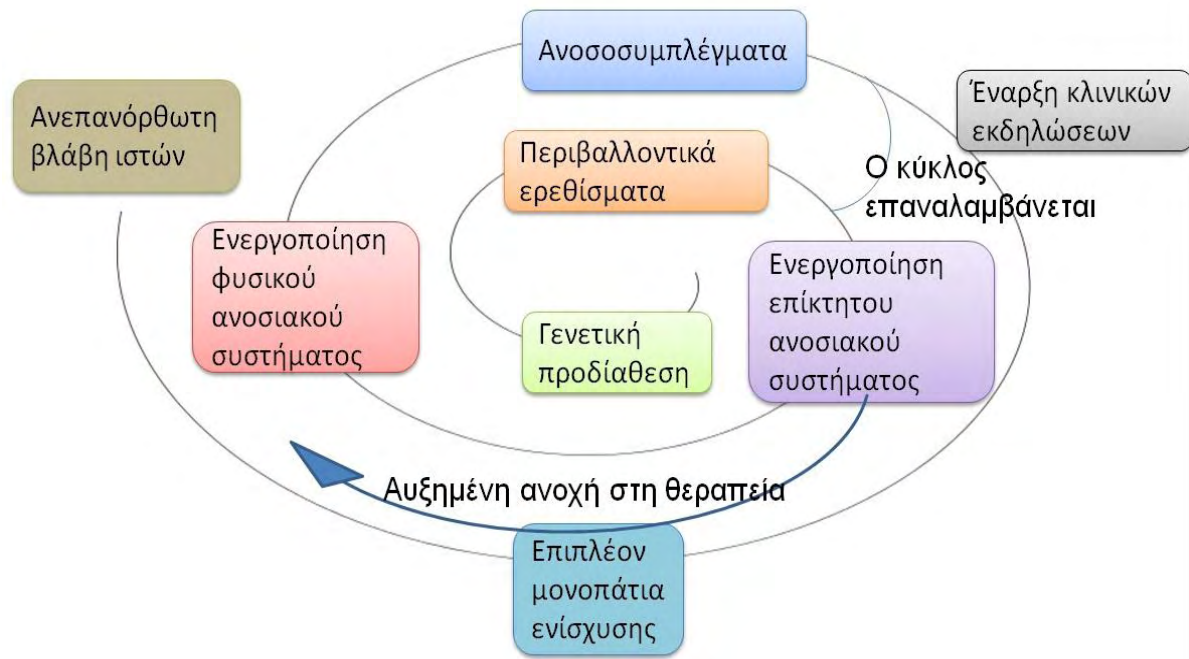 Ανοσοσυμπλέγματα
Ανεπανόρθωτη
βλάβη ιστών
Έναρξη κλινικών
εκδηλώσεων
Περιβαλλοντικά
ερεθίσματα
Ο κύκλος
επαναλαμβάνεται
Ενεργοποίηση
φυσικού
ανοσιακού
συστήματος
Ενεργοποίηση
επίκτητου
ανοσιακού
συστήματος
Γενετική
προδίαθεση
Αυξημένη ανοχή στη θεραπεία
Επιπλέον
μονοπάτια
ενίσχυσης